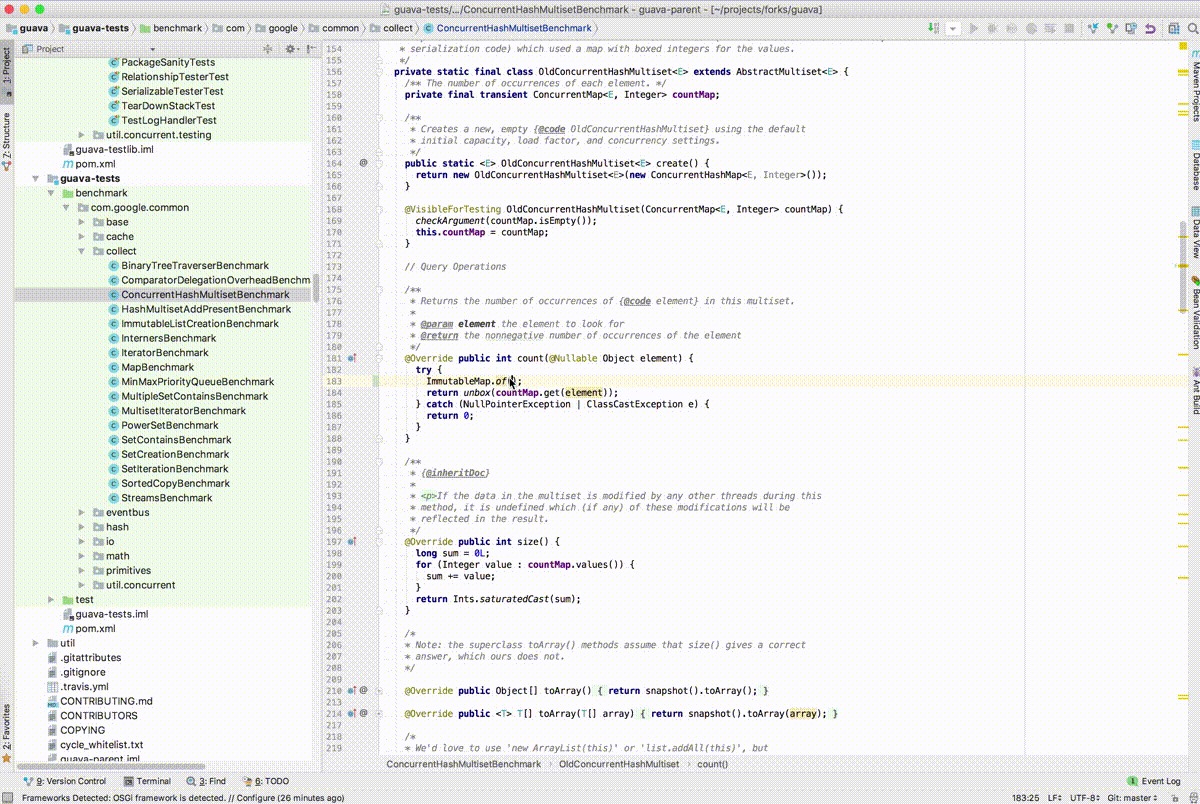 guava-tests/.../ConcurrentHashMultisetBenchmark - guava-parent - [~/projects/forks/guava]
guava
guava-tests
benchmark
com
google
common
collect
ConcurrentHashMultisetBenchmark
1: Project
Z: Structure
2: Favorites
Project
PackageSanityTests
RelationshipTesterTest
SerializableTesterTest
TearDownStackTest
TestLogHandlerTest
util.concurrent.testing
guava-testlib.iml
pom.xml
guava-tests
benchmark
com.google.common
base
cache
collect
BinaryTreeTraverserBenchmark
ComparatorDelegationOverheadBenchm
ConcurrentHashMultisetBenchmark
HashMultisetAddPresentBenchmark
ImmutableListCreationBenchmark
InternersBenchmark
IteratorBenchmark
MapBenchmark
MinMaxPriorityQueueBenchmark
MultipleSetContainsBenchmark
MultisetIteratorBenchmark
PowerSetBenchmark
SetContainsBenchmark
SetCreationBenchmark
SetIterationBenchmark
SortedCopyBenchmark
StreamsBenchmark
eventbus
hash
io
math
primitives
util.concurrent
test
guava-tests.iml
pom.xml
util
.gitattributes
.gitignore
.travis.yml
CONTRIBUTING.md
CONTRIBUTORS
COPYING
cycle_whitelist.txt
guava-parent.iml
154 * serialization code) which used a map with boxed integers for the values.
155 */
156 private static final class OldConcurrentHashMultiset<E> extends AbstractMultiset<E> {
157 /** The number of occurrences of each element. */
158 private final transient ConcurrentMap<E, Integer> countMap;
159
160 /**
161 * Creates a new, empty {@code OldConcurrentHashMultiset} using the default
162 * initial capacity, load factor, and concurrency settings.
163 */
164 @ public static <E> OldConcurrentHashMultiset<E> create() {
165 return new OldConcurrentHashMultiset<E>(new ConcurrentHashMap<E, Integer>());
166 }
167
168 @VisibleForTesting OldConcurrentHashMultiset(ConcurrentMap<E, Integer> countMap) {
169 checkArgument(countMap.isEmpty());
170 this.countMap = countMap;
171 }
172
173 // Query Operations
174
175 /**
176 * Returns the number of occurrences of {@code element} in this multiset.
177 *
178 * @param element the element to look for
179 * @return the nonnegative number of occurrences of the element
180 */
181 @Override public int count(@Nullable Object element) {
182 try {
183 ImmutableMap.of();
184 return unbox(countMap.get(element));
185 } catch (NullPointerException | ClassCastException e) {
186 return 0;
187 }
188 }
189
190 /**
191 * {@inheritDoc}
192 *
193 * <p>If the data in the multiset is modified by any other threads during this
194 * method, it is undefined which (if any) of these modifications will be
195 * reflected in the result.
196 */
197 @Override public int size() {
198 long sum = 0L;
199 for (Integer value : countMap.values()) {
200 sum += value;
201 }
202 return Ints.saturatedCast(sum);
203 }
204
205 /*
206 * Note: the superclass toArray() methods assume that size() gives a correct
207 * answer, which ours does not.
208 */
209
210 @ @Override public Object[] toArray() { return snapshot().toArray(); }
213
214 @ @Override public <T> T[] toArray(T[] array) { return snapshot().toArray(array); }
217
218 /*
219 * We'd love to use 'new ArrayList(this)' or 'list.addAll(this)', but
ConcurrentHashMultisetBenchmark › OldConcurrentHashMultiset › count()
Maven Projects
Database
Data View
Bean Validation
Ant Build
9: Version Control
Terminal
3: Find
6: TODO
1 Event Log
Frameworks Detected: OSGi framework is detected. // Configure (26 minutes ago)
183:25 LF÷ UTF-8÷ Git: master÷